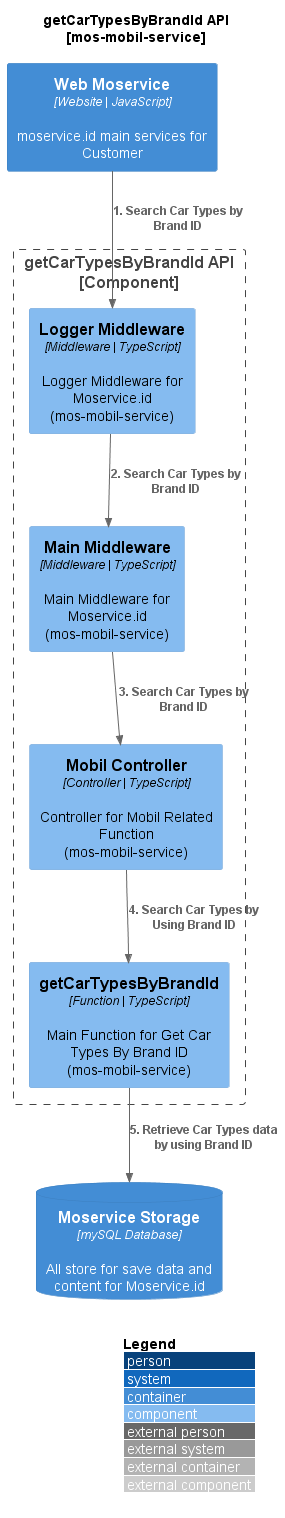 getCarTypesByBrandId API
[mos-mobil-service]
Web Moservice
[Website | JavaScript]
moservice.id main services for
Customer
1. Search Car Types by
Brand ID
getCarTypesByBrandId API
[Component]
Logger Middleware
[Middleware | TypeScript]
Logger Middleware for
Moservice.id
(mos-mobil-service)
2. Search Car Types by
Brand ID
Main Middleware
[Middleware | TypeScript]
Main Middleware for
Moservice.id
(mos-mobil-service)
3. Search Car Types by
Brand ID
Mobil Controller
[Controller | TypeScript]
Controller for Mobil Related
Function
(mos-mobil-service)
4. Search Car Types by
Using Brand ID
getCarTypesByBrandId
[Function | TypeScript]
Main Function for Get Car
Types By Brand ID
(mos-mobil-service)
5. Retrieve Car Types data
by using Brand ID
Moservice Storage
[mySQL Database]
All store for save data and
content for Moservice.id
Legend
person
system
container
component
external person
external system
external container
external component